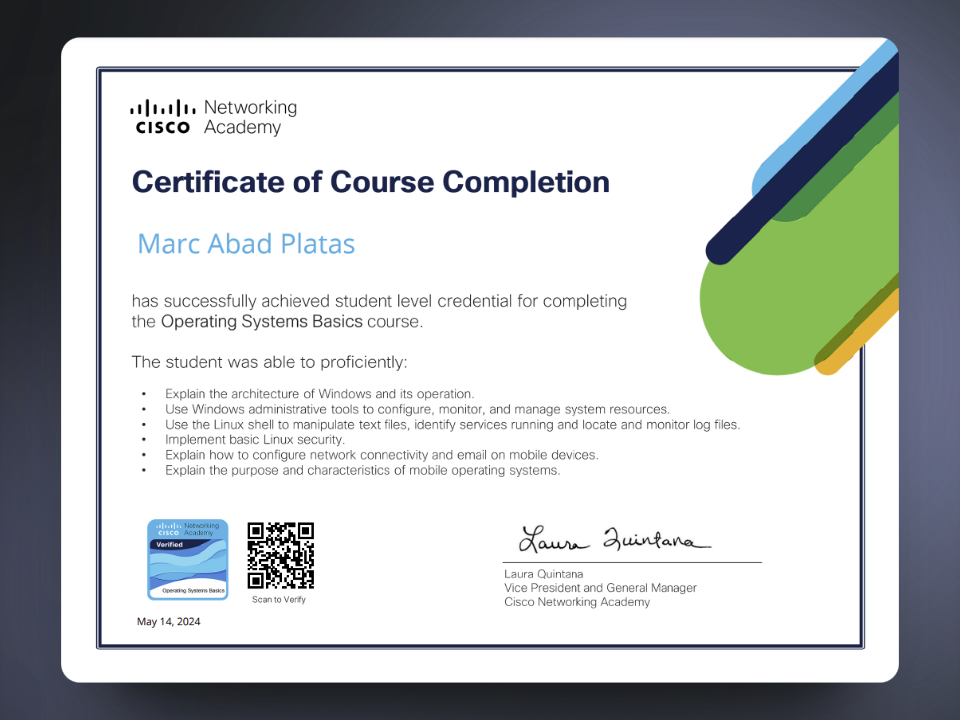 Networking
CISCO Academy
Certificate of Course Completion
Marc Abad Platas
has successfully achieved student level credential for completing
the Operating Systems Basics course.
The student was able to proficiently:
• Explain the architecture of Windows and its operation.
• Use Windows administrative tools to configure, monitor, and manage system resources.
• Use the Linux shell to manipulate text files, identify services running and locate and monitor log files.
• Implement basic Linux security.
• Explain how to configure network connectivity and email on mobile devices.
• Explain the purpose and characteristics of mobile operating systems.
Networking
CISCO Academy
Verified
Operating Systems Basics
Scan to Verify
May 14, 2024
Laura Quintana
Laura Quintana
Vice President and General Manager
Cisco Networking Academy